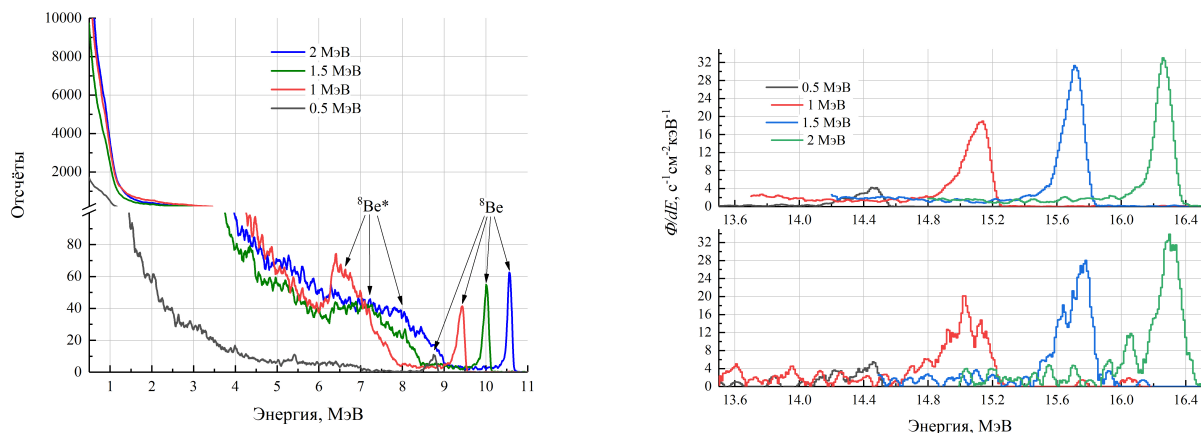 10000
8000
6000
4000
2000
80
60
40
20
0
Отсчёты
2 МэВ
1.5 МэВ
1 МэВ
0.5 МэВ
⁸Be*
⁸Be
1 2 3 4 5 6 7 8 9 10 11
Энергия, МэВ
32
28
24
20
16
12
8
4
0
0.5 МэВ
1 МэВ
1.5 МэВ
2 МэВ
13.6 14.0 14.4 14.8 15.2 15.6 16.0 16.4
Φ/dE, с⁻¹см⁻²кэВ⁻¹
32
28
24
20
16
12
8
4
0
13.6 14.0 14.4 14.8 15.2 15.6 16.0 16.4
Энергия, МэВ